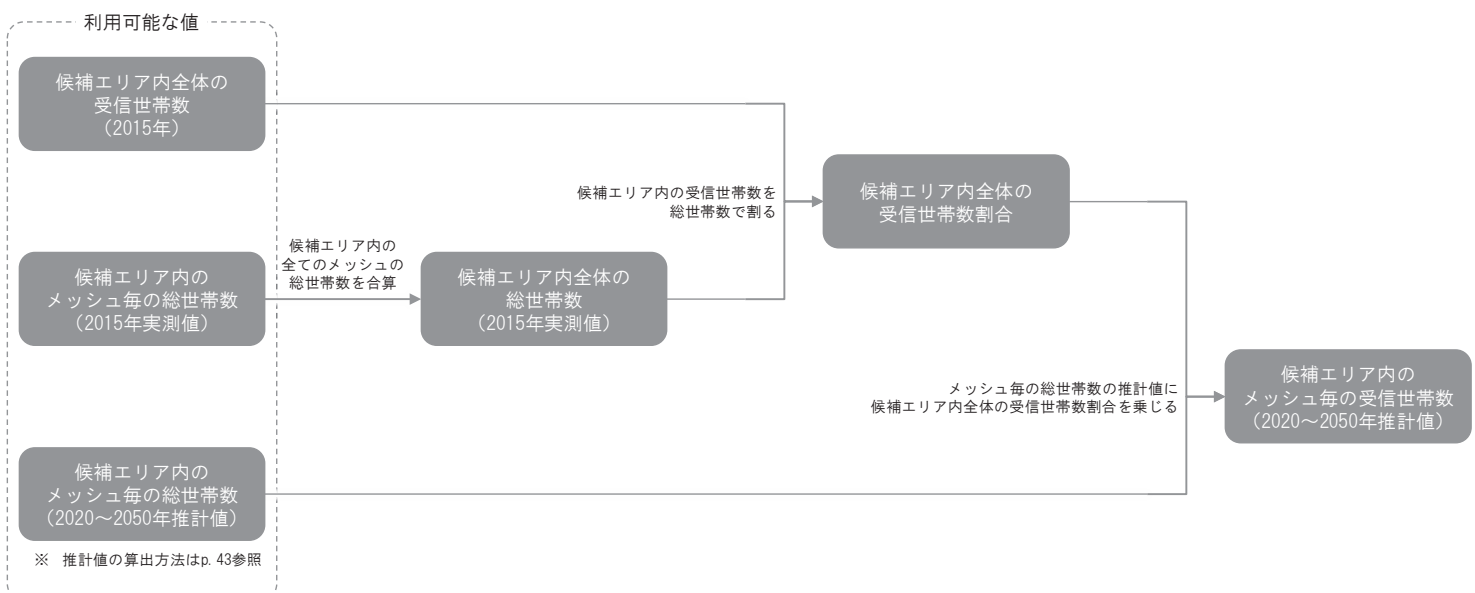 利用可能な値
候補エリア内全体の
受信世帯数
（2015年）
候補エリア内の受信世帯数を
総世帯数で割る
候補エリア内全体の
受信世帯数割合
候補エリア内の
メッシュ毎の総世帯数
（2015年実測値）
候補エリア内の
全てのメッシュの
総世帯数を合算
候補エリア内全体の
総世帯数
（2015年実測値）
メッシュ毎の総世帯数の推計値に
候補エリア内全体の受信世帯数割合を乗じる
候補エリア内の
メッシュ毎の受信世帯数
（2020～2050年推計値）
候補エリア内の
メッシュ毎の総世帯数
（2020～2050年推計値）
※　推計値の算出方法はp. 43参照